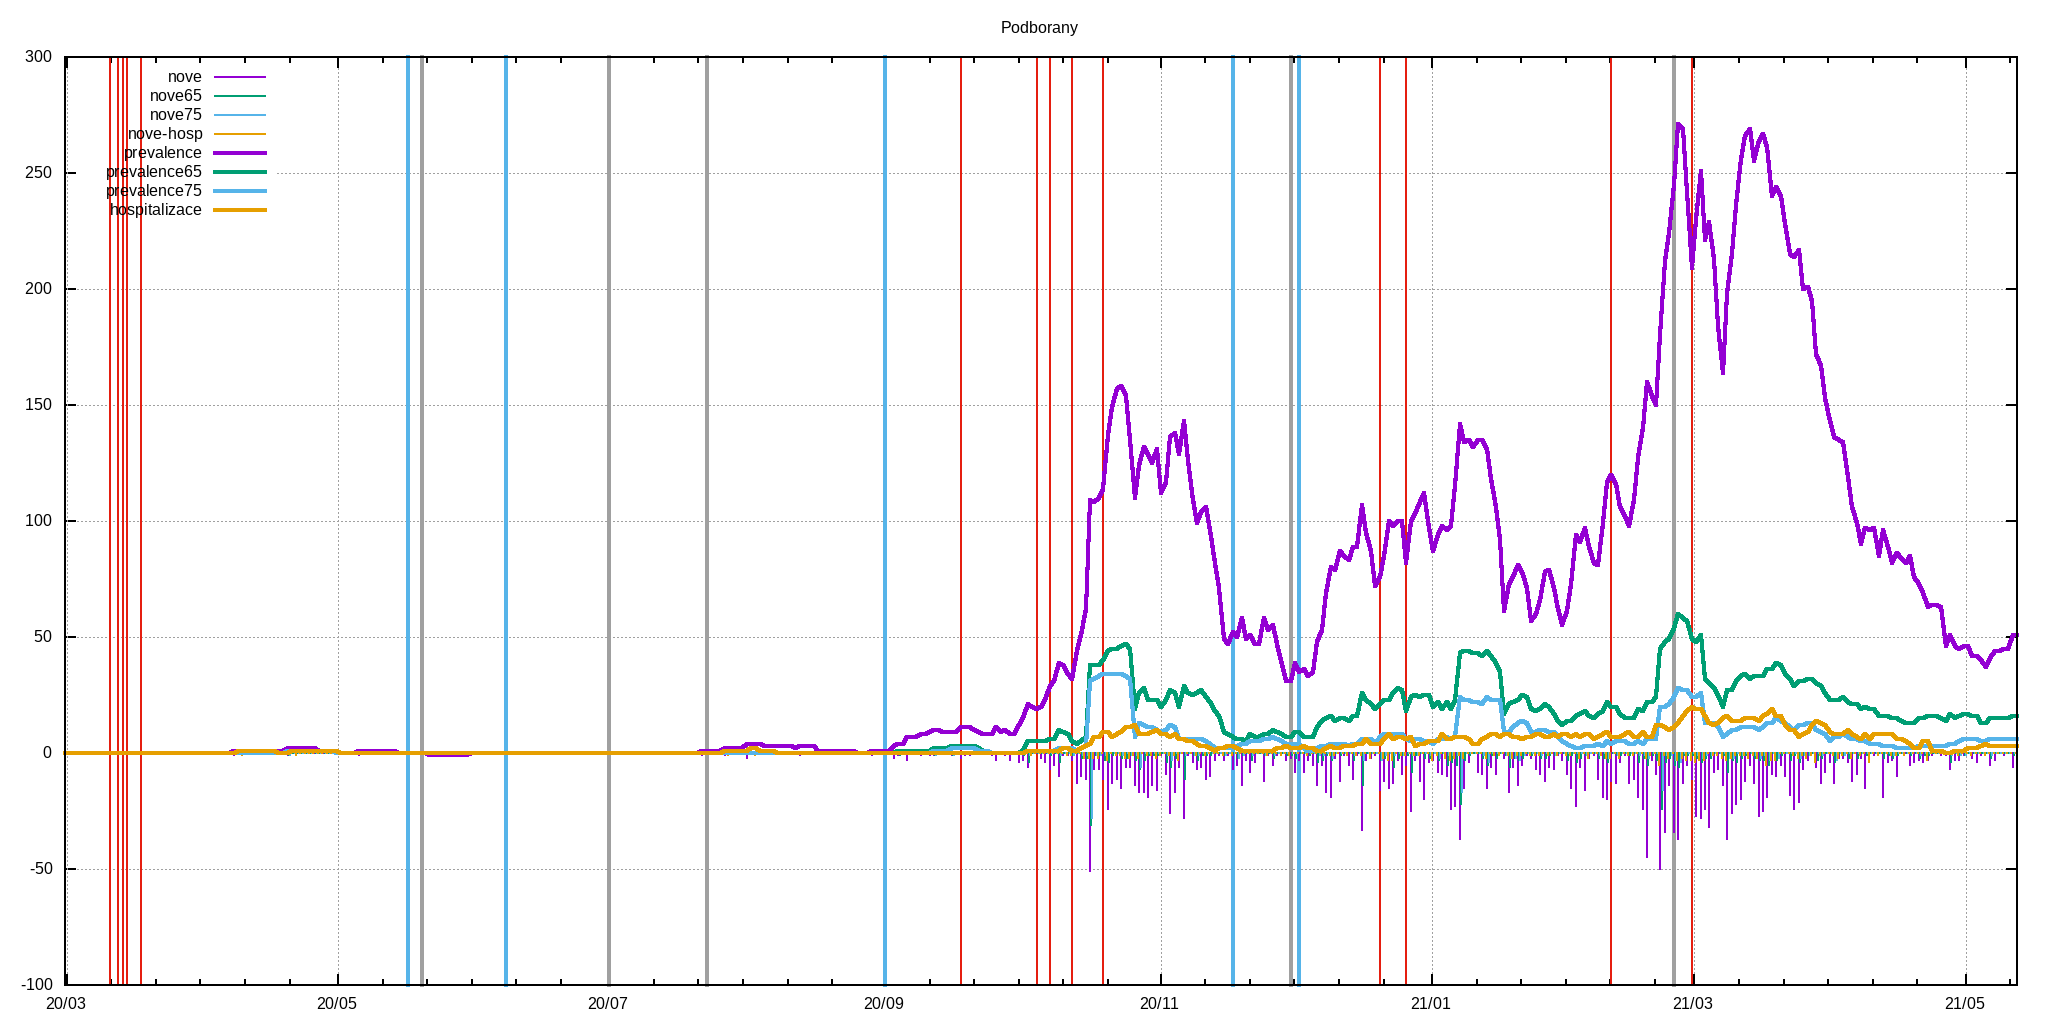 Podborany
300
250
200
150
100
50
0
-50
-100
nove
nove65
nove75
nove-hosp
prevalence
prevalence65
prevalence75
hospitalizace
20/03 20/05 20/07 20/09 20/11 21/01 21/03 21/05